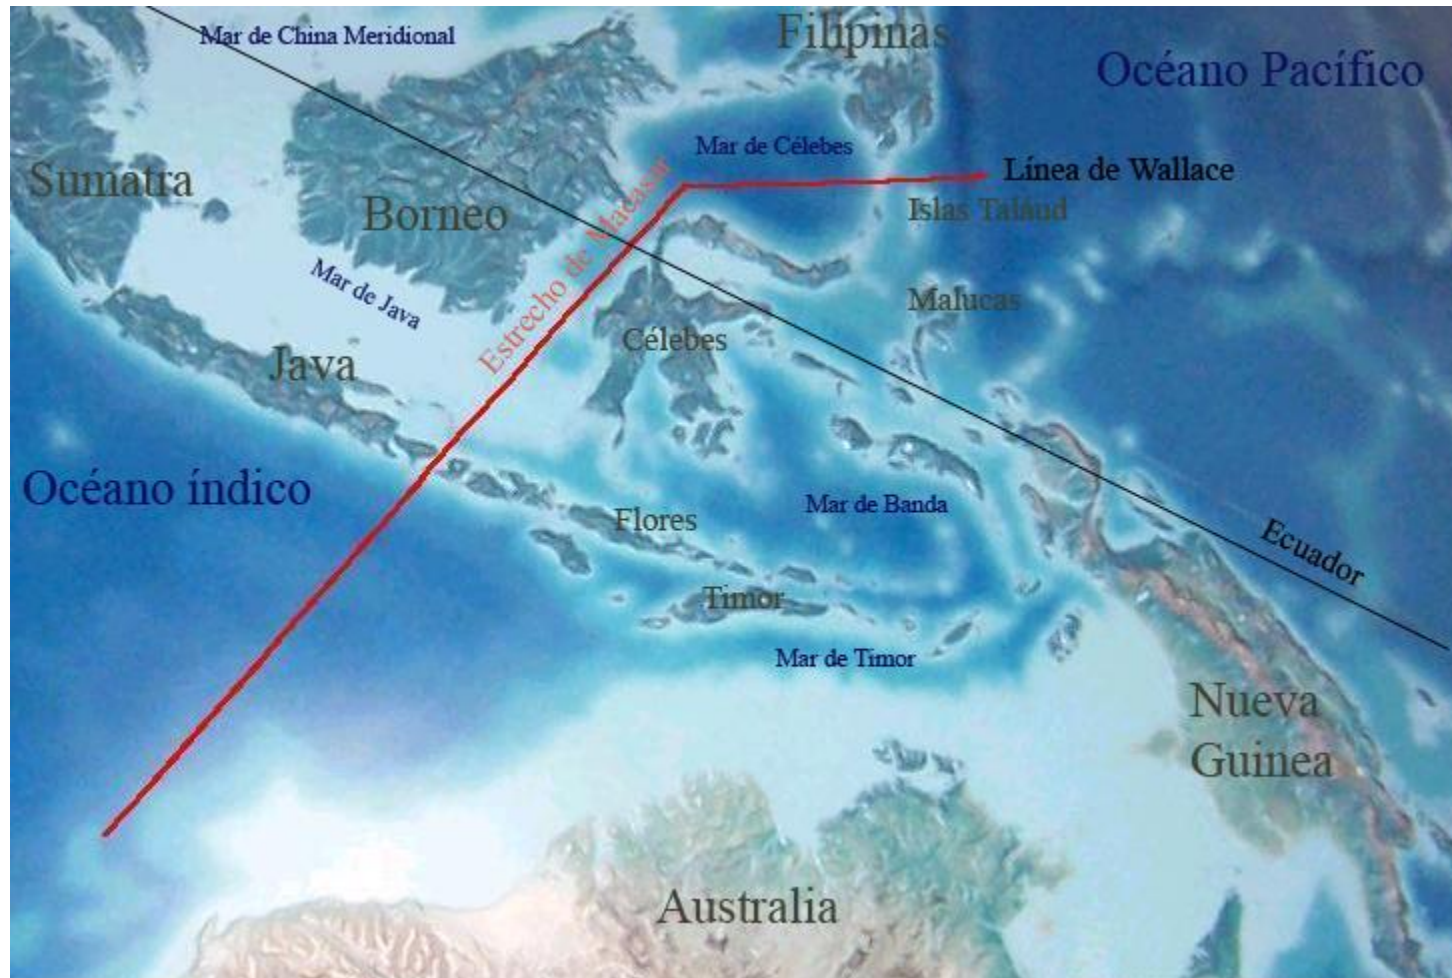 Filipinas
Mar de China Meridional
Océano Pacífico
Mar de Célebes
Línea de Wallace
Sumatra
Borneo
Islas Taláud
Estrecho de Macasar
Mar de Java
Malucas
Célebes
Java
Océano índico
Mar de Banda
Flores
Ecuador
Timor
Mar de Timor
Nueva
Guinea
Australia